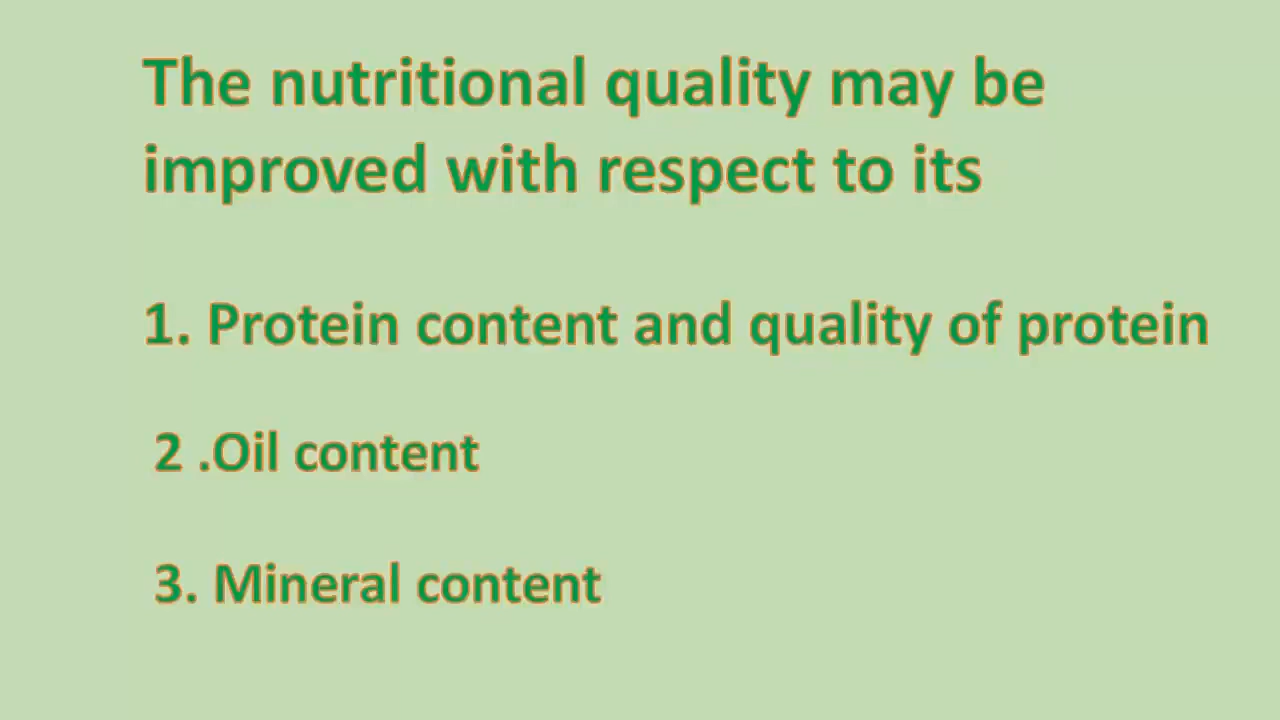 The nutritional quality may be
improved with respect to its
1. Protein content and quality of protein
2 .Oil content
3. Mineral content